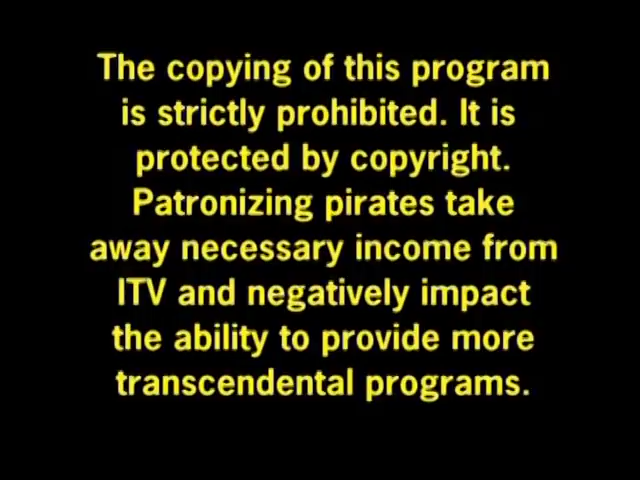 The copying of this program
is strictly prohibited. It is
protected by copyright.
Patronizing pirates take
away necessary income from
ITV and negatively impact
the ability to provide more
transcendental programs.